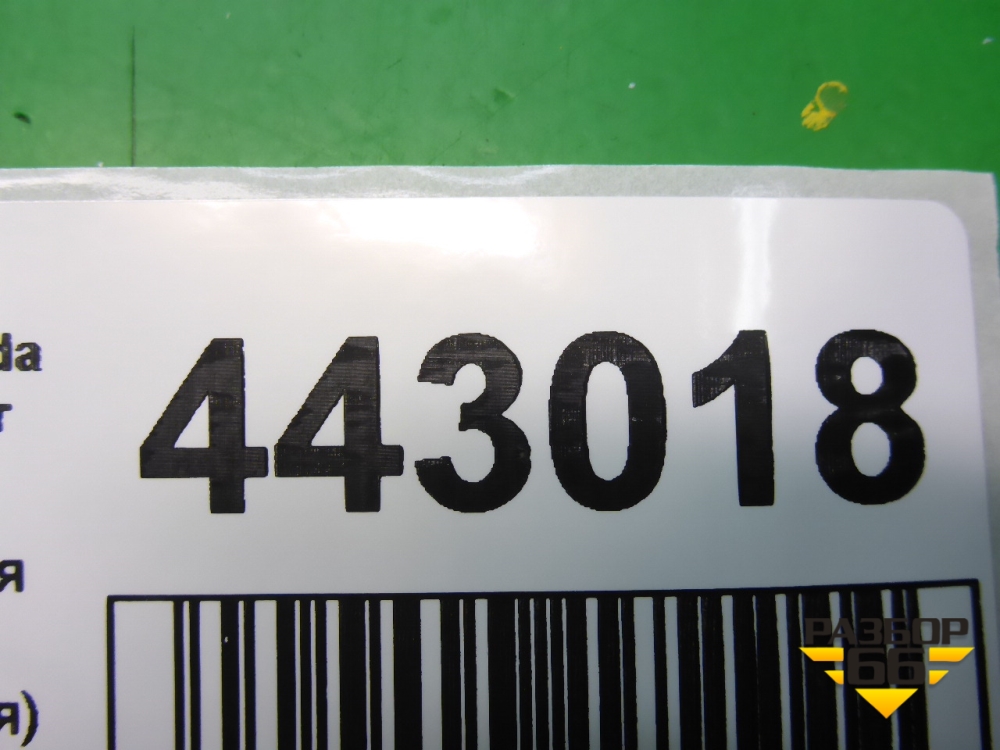 da
443018
т
я
я)
РАЗБОР
66